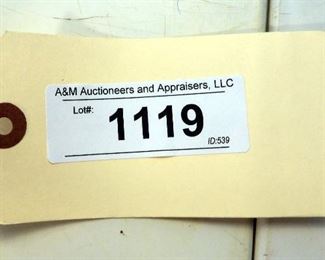 A&M Auctioneers and Appraisers, LLC
Lot#: 1119
ID:539